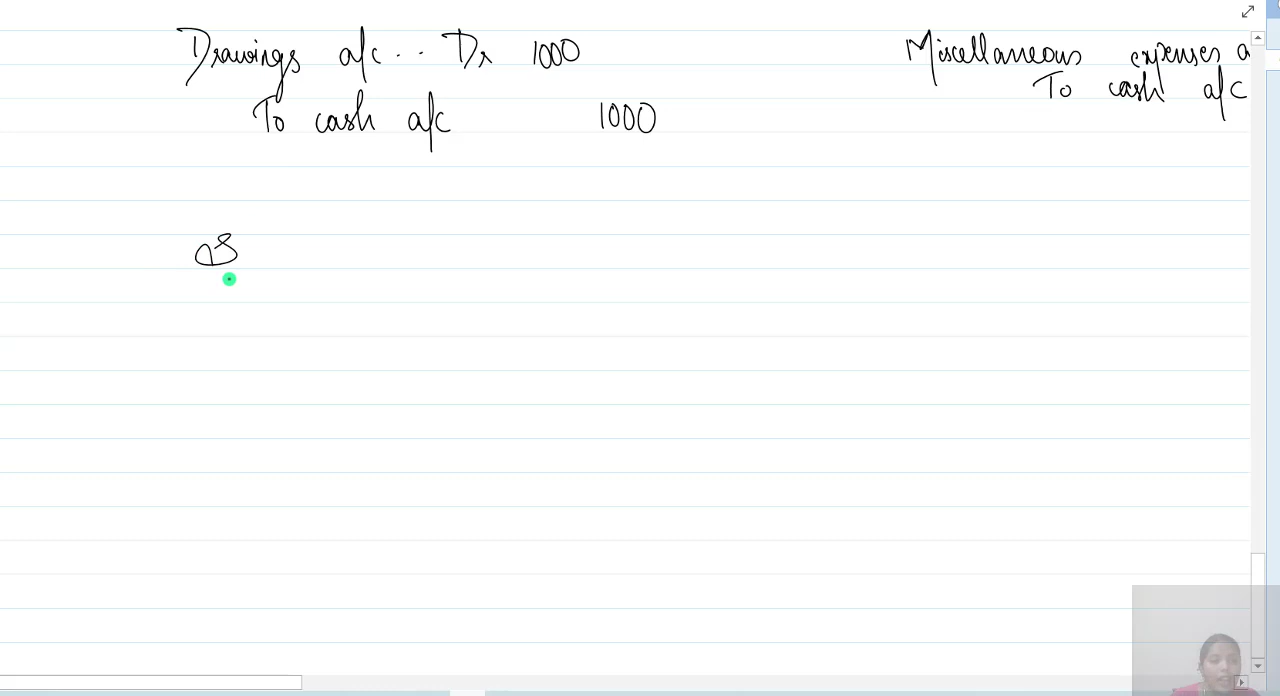 Drawings a/c .. Dr 1000
To cash a/c 1000
Miscellaneous expenses a
To cash a/c